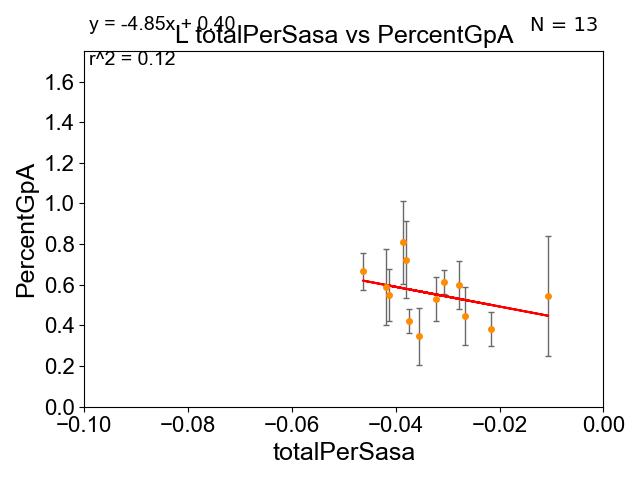 y = -4.85x + 0.40
N = 13
L totalPerSasa vs PercentGpA
r^2 = 0.12
1.6
1.4
1.2
1.0
0.8
0.6
0.4
0.2
0.0
PercentGpA
−0.10 −0.08 −0.06 −0.04 −0.02 0.00
totalPerSasa